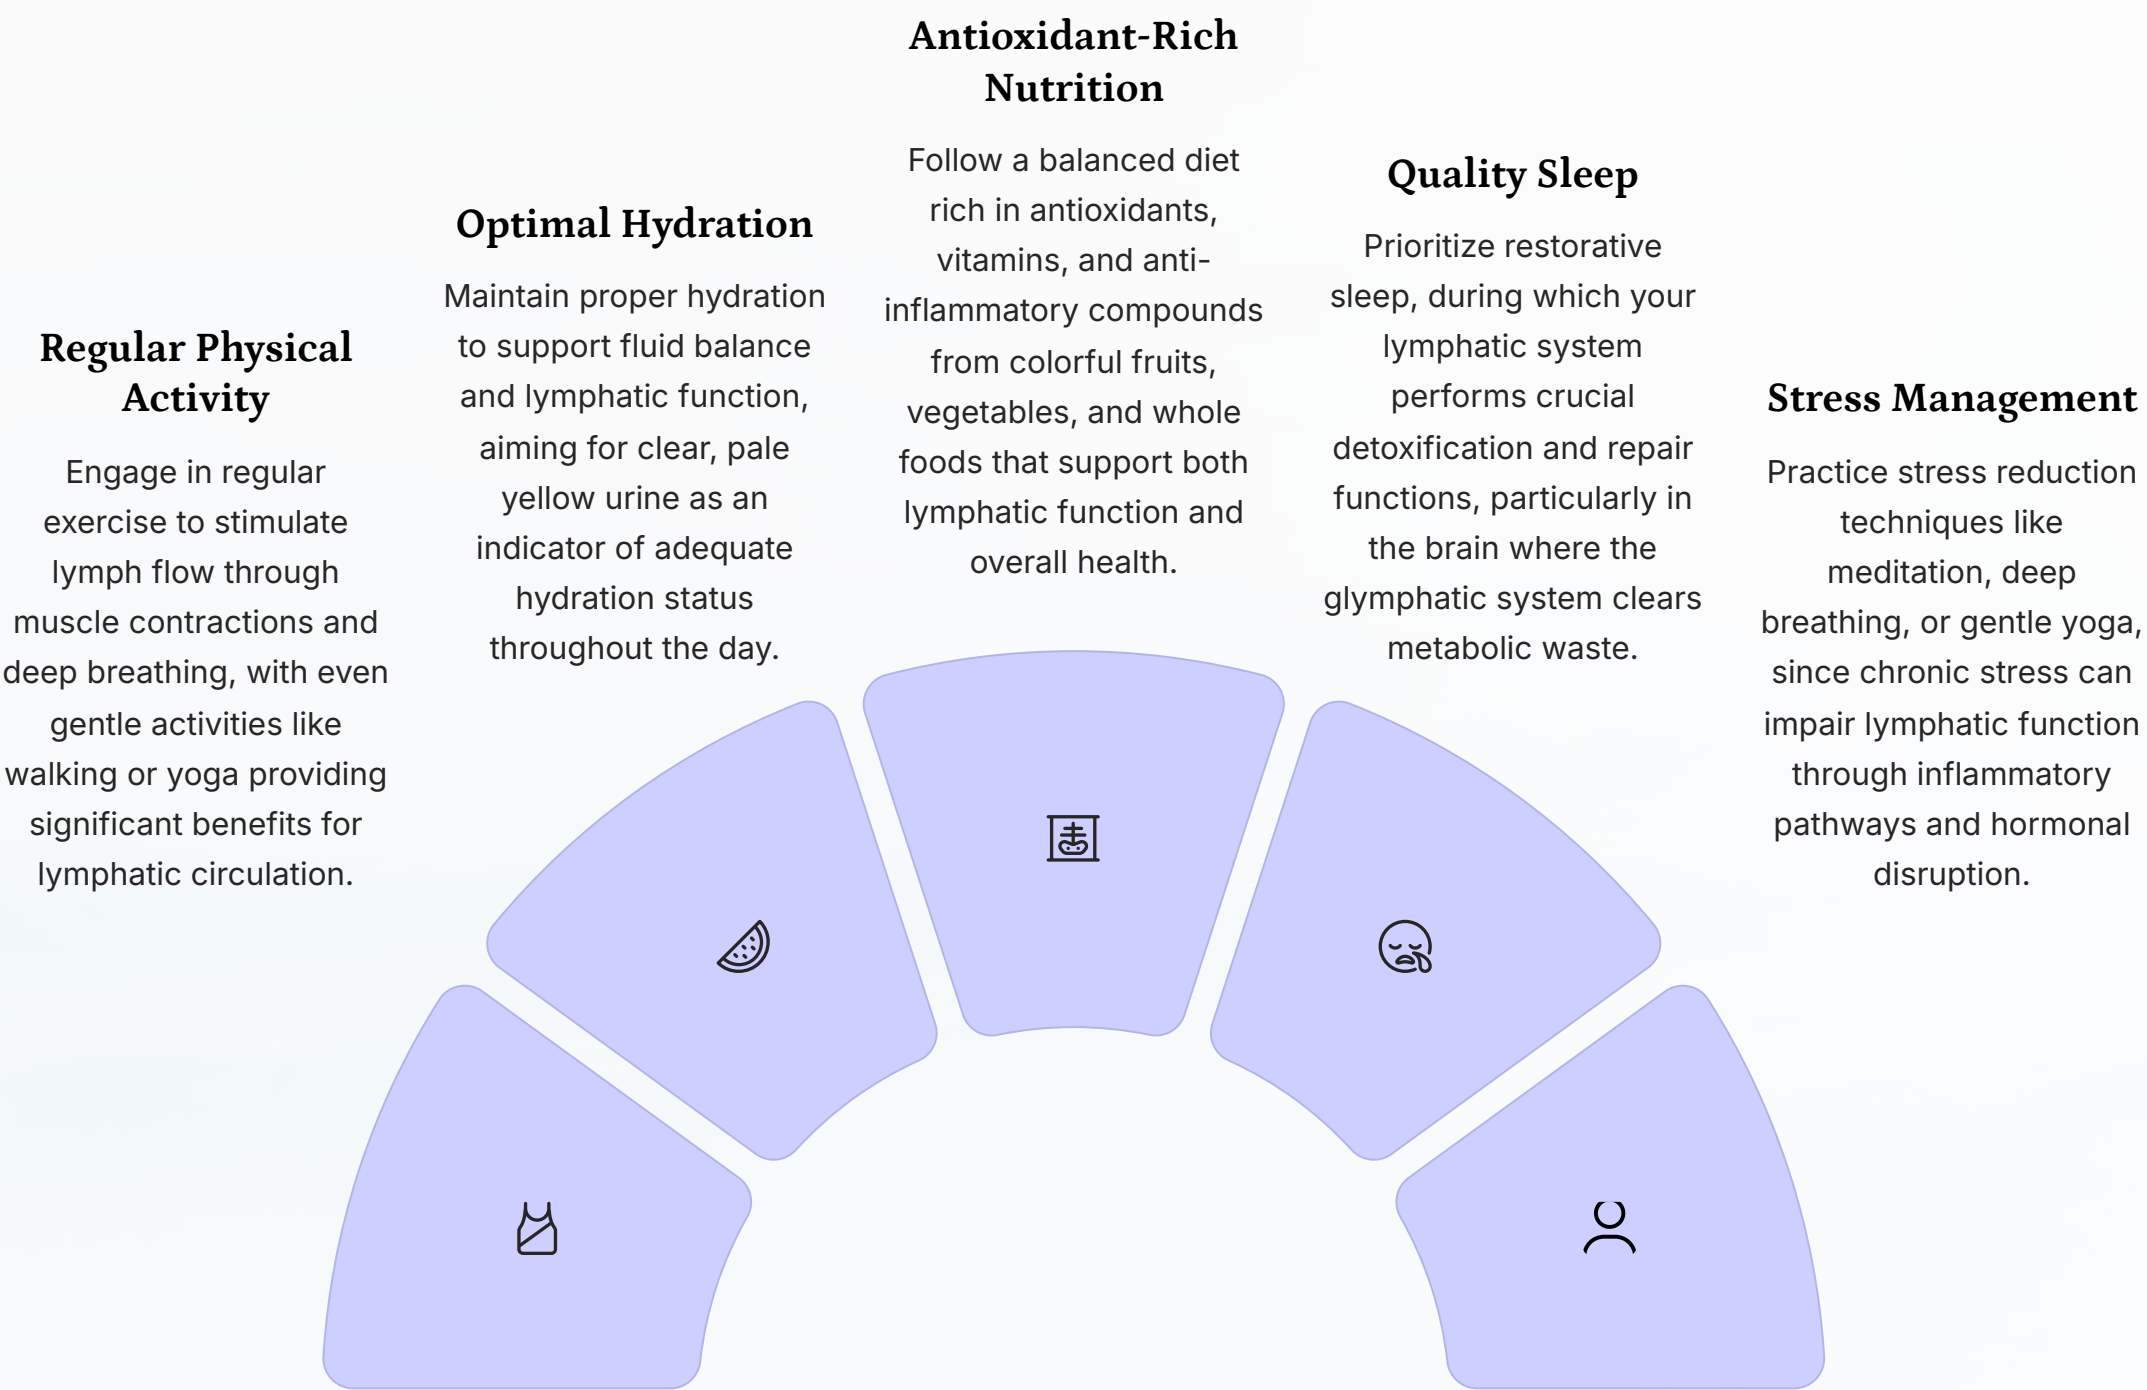 Regular Physical
Activity
Engage in regular
exercise to stimulate
lymph flow through
muscle contractions and
deep breathing, with even
gentle activities like
walking or yoga providing
significant benefits for
lymphatic circulation.
Optimal Hydration
Maintain proper hydration
to support fluid balance
and lymphatic function,
aiming for clear, pale
yellow urine as an
indicator of adequate
hydration status
throughout the day.
Antioxidant-Rich
Nutrition
Follow a balanced diet
rich in antioxidants,
vitamins, and anti-
inflammatory compounds
from colorful fruits,
vegetables, and whole
foods that support both
lymphatic function and
overall health.
Quality Sleep
Prioritize restorative
sleep, during which your
lymphatic system
performs crucial
detoxification and repair
functions, particularly in
the brain where the
glymphatic system clears
metabolic waste.
Stress Management
Practice stress reduction
techniques like
meditation, deep
breathing, or gentle yoga,
since chronic stress can
impair lymphatic function
through inflammatory
pathways and hormonal
disruption.